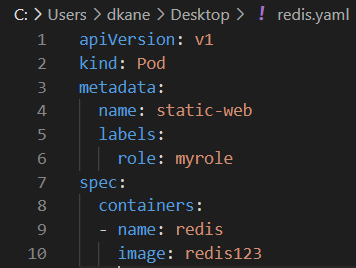 C: > Users > dkane > Desktop > ! redis.yaml
1 apiVersion: v1
2 kind: Pod
3 metadata:
4   name: static-web
5   labels:
6     role: myrole
7 spec:
8   containers:
9   - name: redis
10     image: redis123